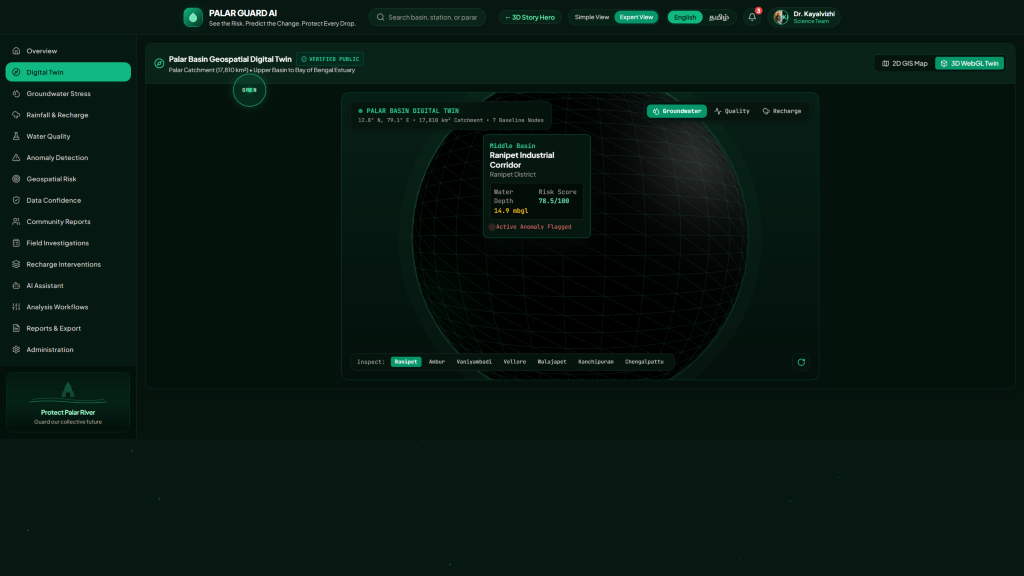 PALAR GUARD AI
See the Risk. Predict the Change. Protect Every Drop.
Search basin, station, or parar
← 3D Story Hero
Simple View
Expert View
English
தமிழ்
3
Dr. Kayalvizhi
Science Team
Overview
Digital Twin
Groundwater Stress
Rainfall & Recharge
Water Quality
Anomaly Detection
Geospatial Risk
Data Confidence
Community Reports
Field Investigations
Recharge Interventions
AI Assistant
Analysis Workflows
Reports & Export
Administration
Protect Palar River
Guard our collective future
Palar Basin Geospatial Digital Twin
VERIFIED PUBLIC
Palar Catchment (17,810 km²) • Upper Basin to Bay of Bengal Estuary
2D GIS Map
3D WebGL Twin
PALAR BASIN DIGITAL TWIN
12.8° N, 79.1° E • 17,810 km² Catchment • 7 Baseline Nodes
Groundwater
Quality
Recharge
Middle Basin
Ranipet Industrial
Corridor
Ranipet District
Water Depth
14.9 mbgl
Risk Score
78.5/100
Active Anomaly Flagged
Inspect:
Ranipet
Ambur
Vaniyambadi
Vellore
Walajapet
Kanchipuram
Chengalpattu